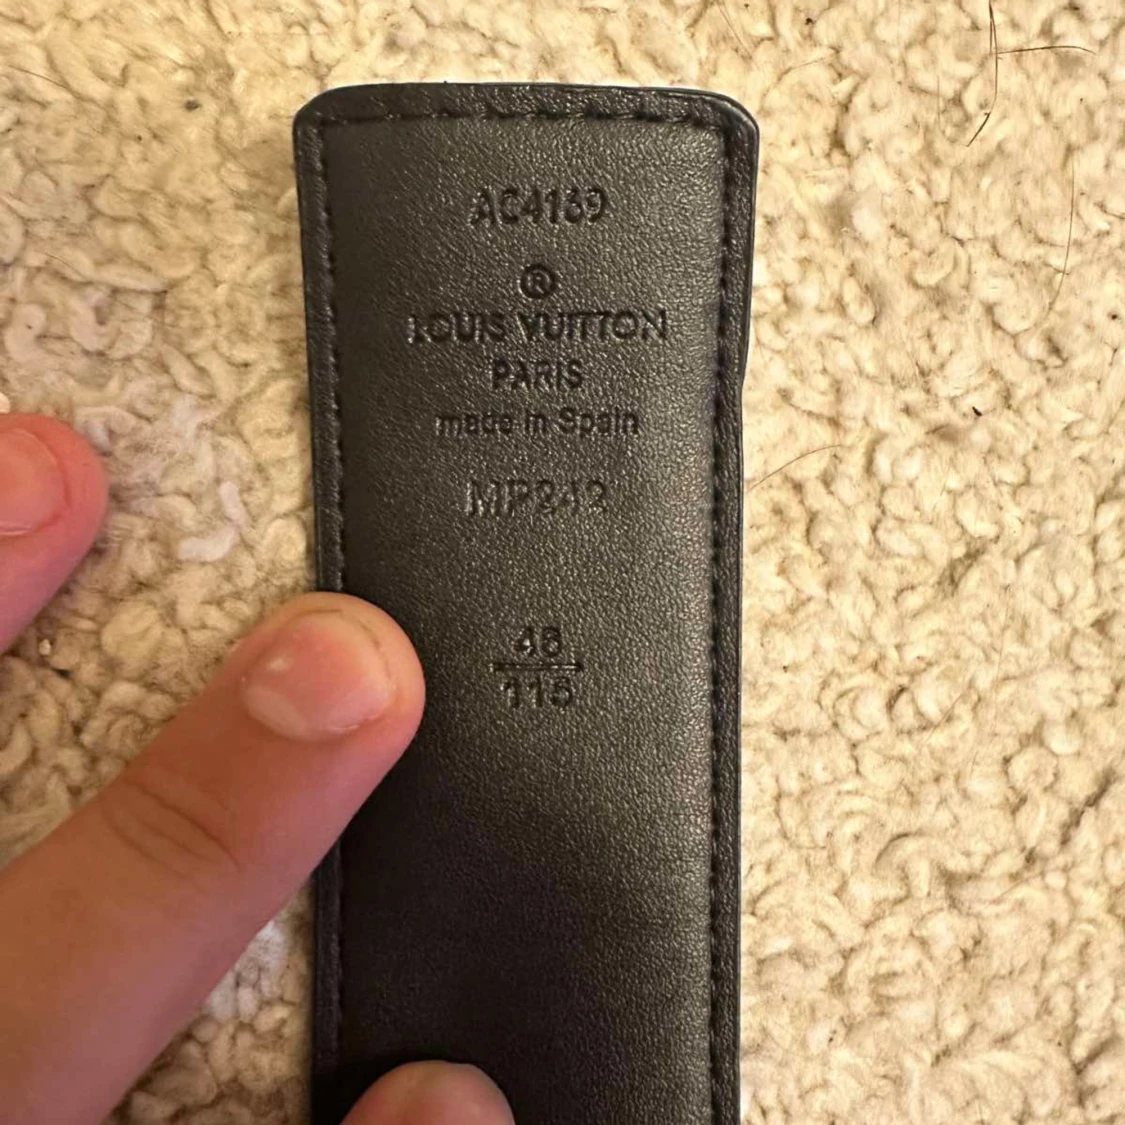 AC4169
®
LOUIS VUITTON
PARIS
made in Spain
MP242
46
115